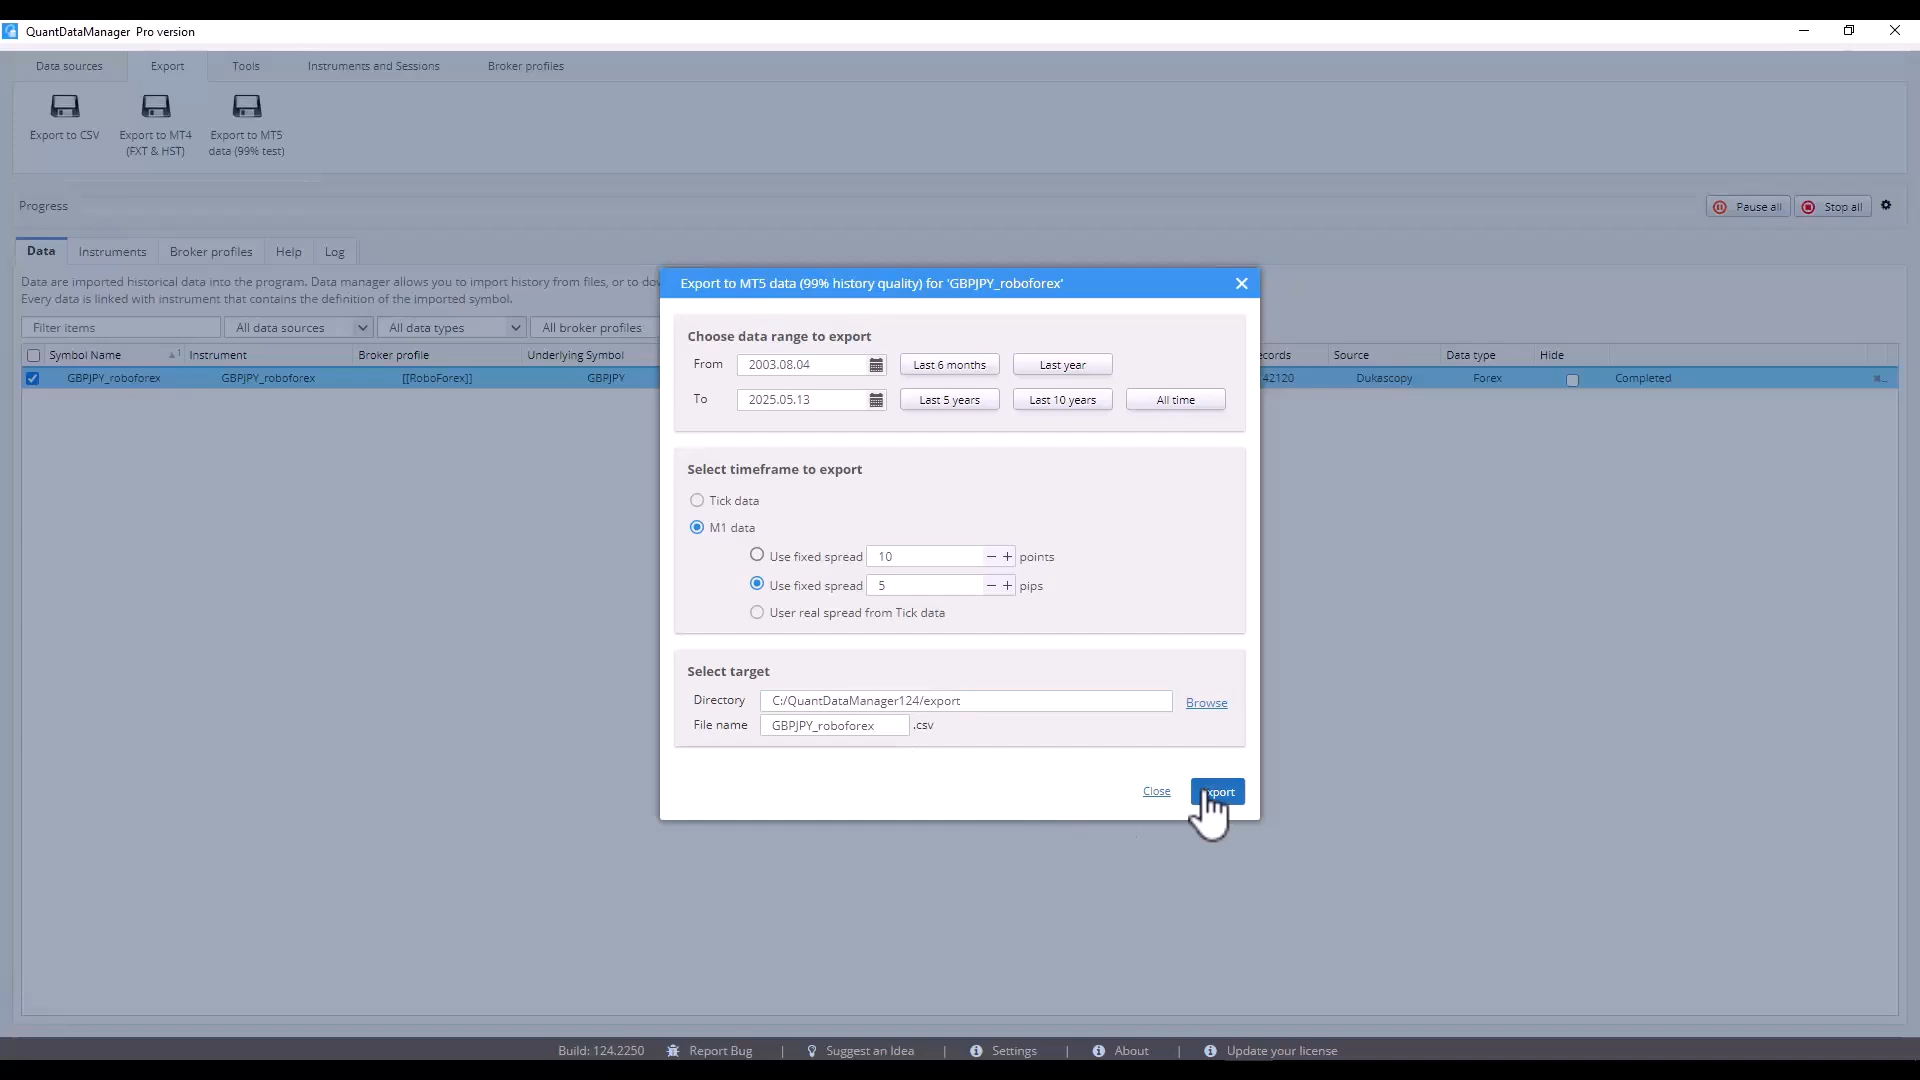 QuantDataManager Pro version
Data sources Export Tools Instruments and Sessions Broker profiles
Export to CSV
Export to MT4
(FXT & HST)
Export to MT5
data (99% test)
Progress
Pause all Stop all
Data Instruments Broker profiles Help Log
Data are imported historical data into the program. Data manager allows you to import history from files, or to
Every data is linked with instrument that contains the definition of the imported symbol.
Filter items All data sources All data types All broker profiles
Symbol Name 1 Instrument Broker profile Underlying Symbol Source Data type Hide
GBPJPY_roboforex GBPJPY_roboforex [[RoboForex]] GBPJPY 42120 Dukascopy Forex Completed
Export to MT5 data (99% history quality) for 'GBPJPY_roboforex'
Choose data range to export
From 2003.08.04 Last 6 months Last year
To 2025.05.13 Last 5 years Last 10 years All time
Select timeframe to export
Tick data
M1 data
Use fixed spread 10 − + points
Use fixed spread 5 − + pips
User real spread from Tick data
Select target
Directory C:/QuantDataManager124/export Browse
File name GBPJPY_roboforex .csv
Close
Build: 124.2250 Report Bug | Suggest an Idea | Settings | About | Update your license